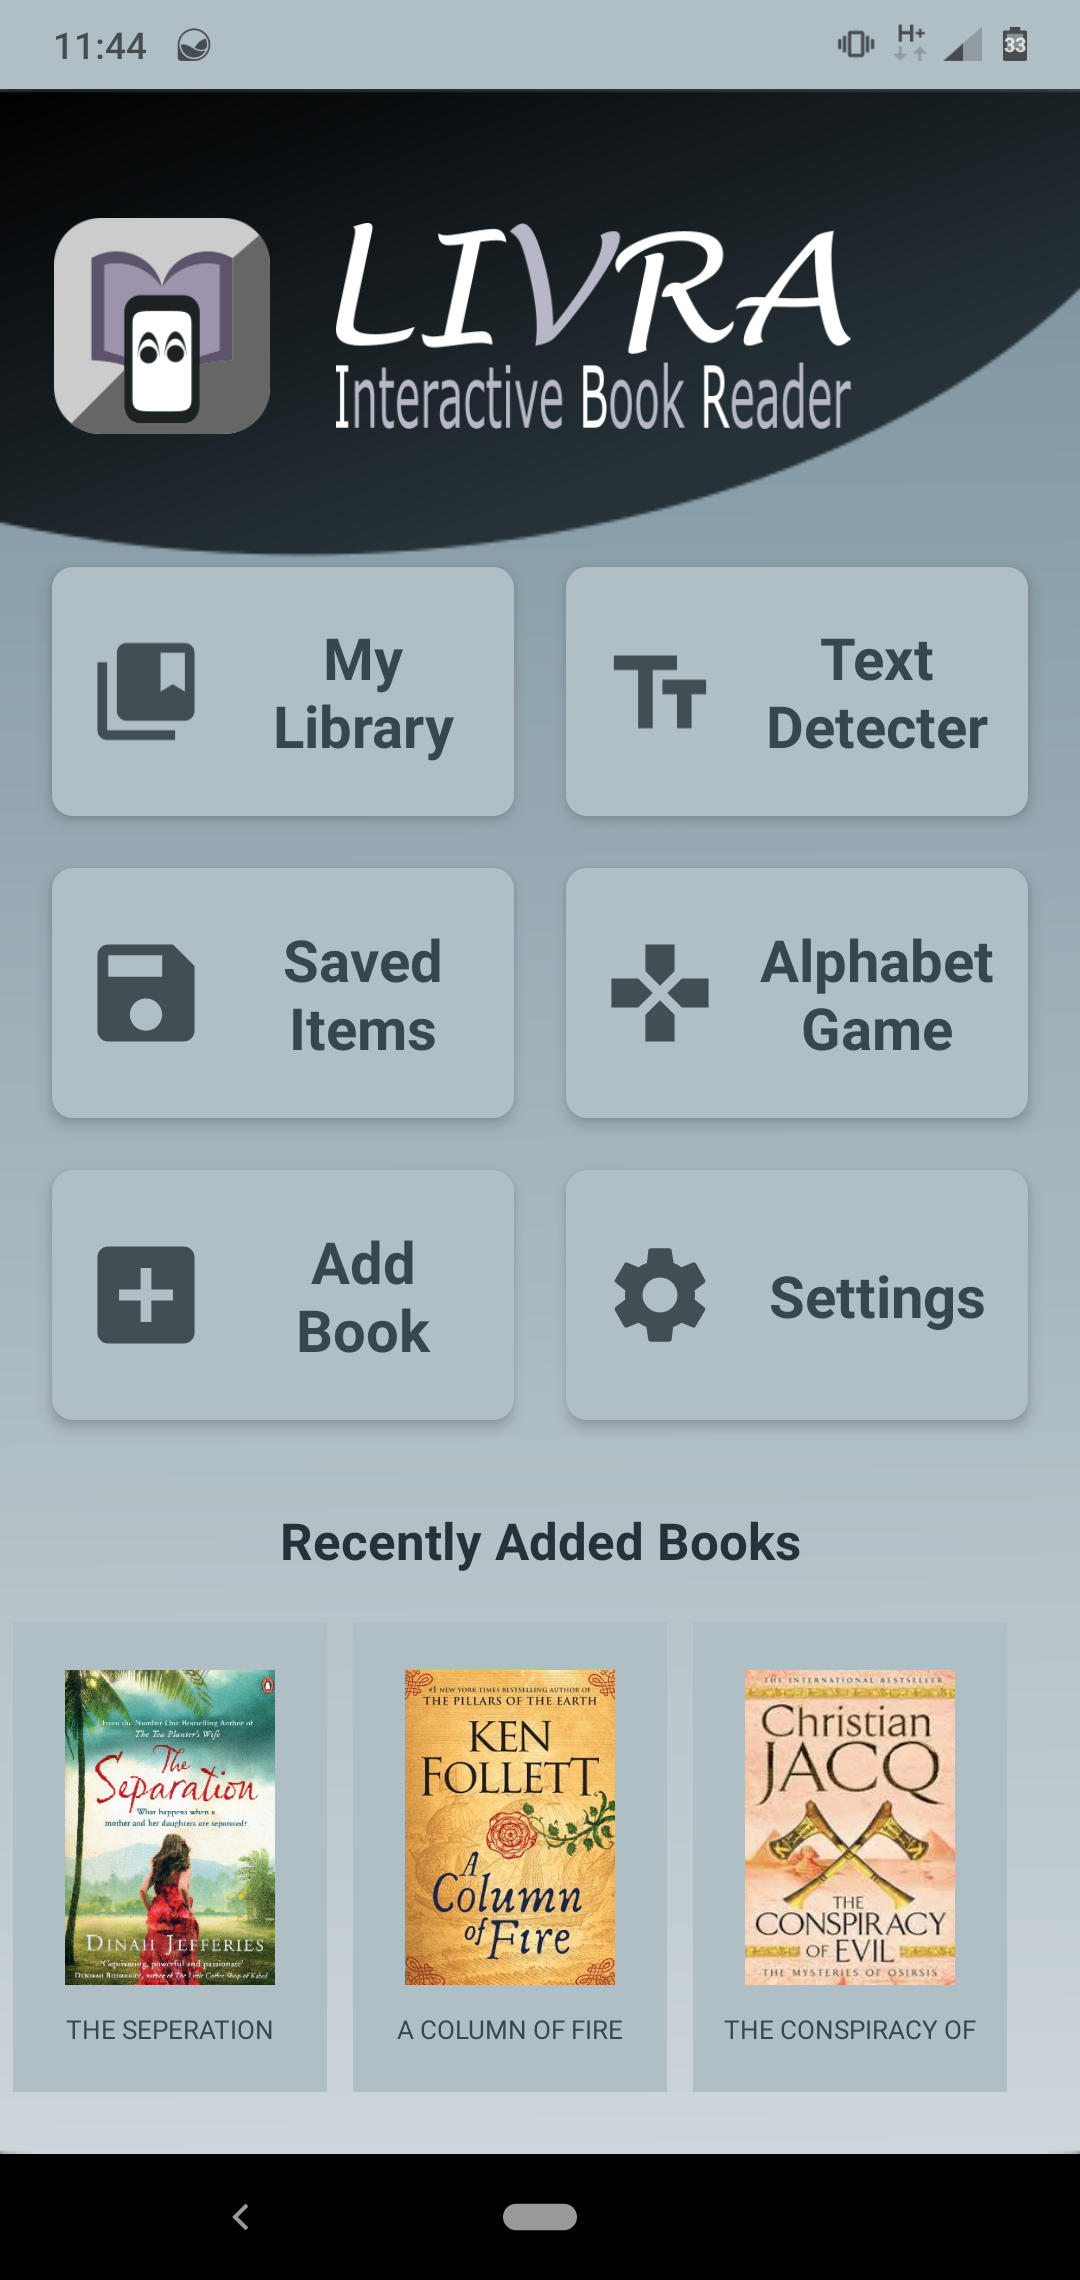 11:44
H+
33
LIVRA
Interactive Book Reader
My
Library
Text
Detecter
Saved
Items
Alphabet
Game
Add
Book
Settings
Recently Added Books
From the Number One Bestselling Author of
The Tea Planter's Wife
The
Separation
What happens when a
mother and her daughters are separated?
DINAH JEFFERIES
'Captivating, powerful and passionate'
author of The Little Coffee Shop of Kabul
THE SEPERATION
#1 NEW YORK TIMES BESTSELLING AUTHOR OF
THE PILLARS OF THE EARTH
KEN
FOLLETT
A
Column
of Fire
A COLUMN OF FIRE
THE INTERNATIONAL BESTSELLER
Christian
JACQ
THE
CONSPIRACY
OF EVIL
THE MYSTERIES OF OSIRSIS
THE CONSPIRACY OF